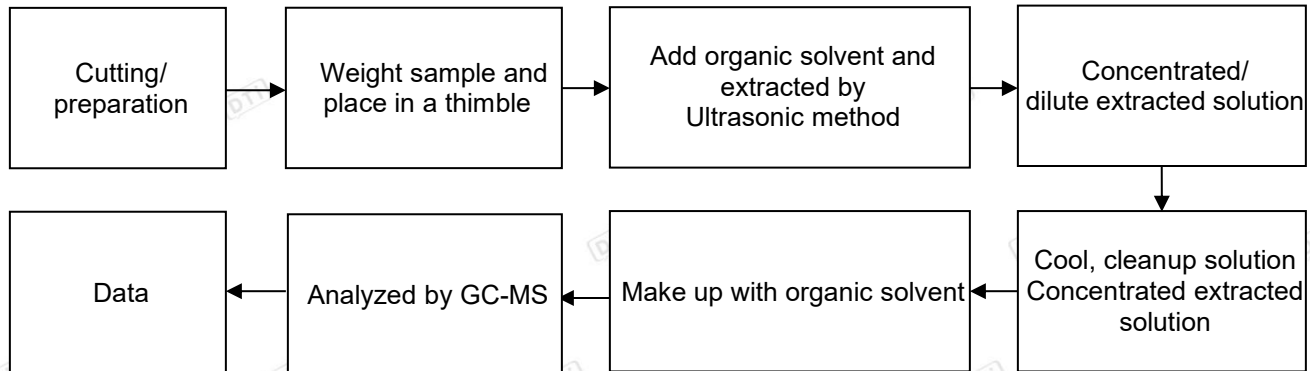 Cutting/
preparation
Weight sample and
place in a thimble
Add organic solvent and
extracted by
Ultrasonic method
Concentrated/
dilute extracted solution
Cool, cleanup solution
Concentrated extracted
solution
Make up with organic solvent
Analyzed by GC-MS
Data